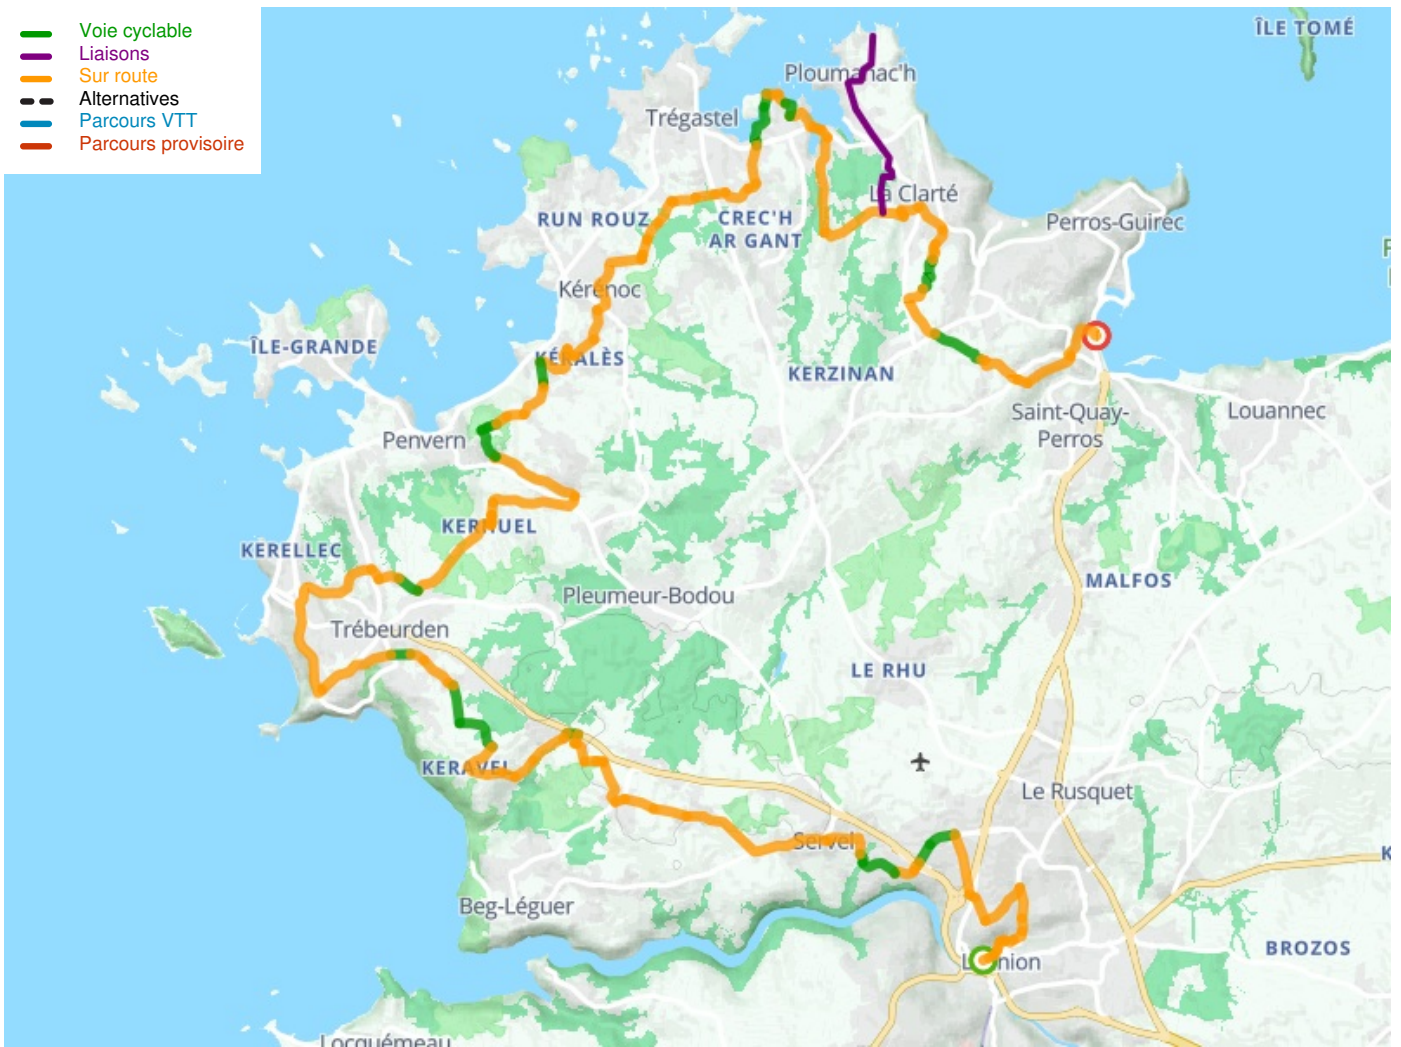 Voie cyclable
Liaisons
Sur route
Alternatives
Parcours VTT
Parcours provisoire
ÎLE TOMÉ
Ploumanac'h
Trégastel
La Clarté
RUN ROUZ
CREC'H
AR GANT
Perros-Guirec
Kérénoc
ÎLE-GRANDE
KÉRALÈS
KERZINAN
Saint-Quay-
Perros
Louannec
Penvern
KERHUEL
KERELLEC
MALFOS
Pleumeur-Bodou
Trébeurden
LE RHU
KERAVEL
Le Rusquet
Servel
Beg-Léguer
BROZOS
Lannion
Locquémeau